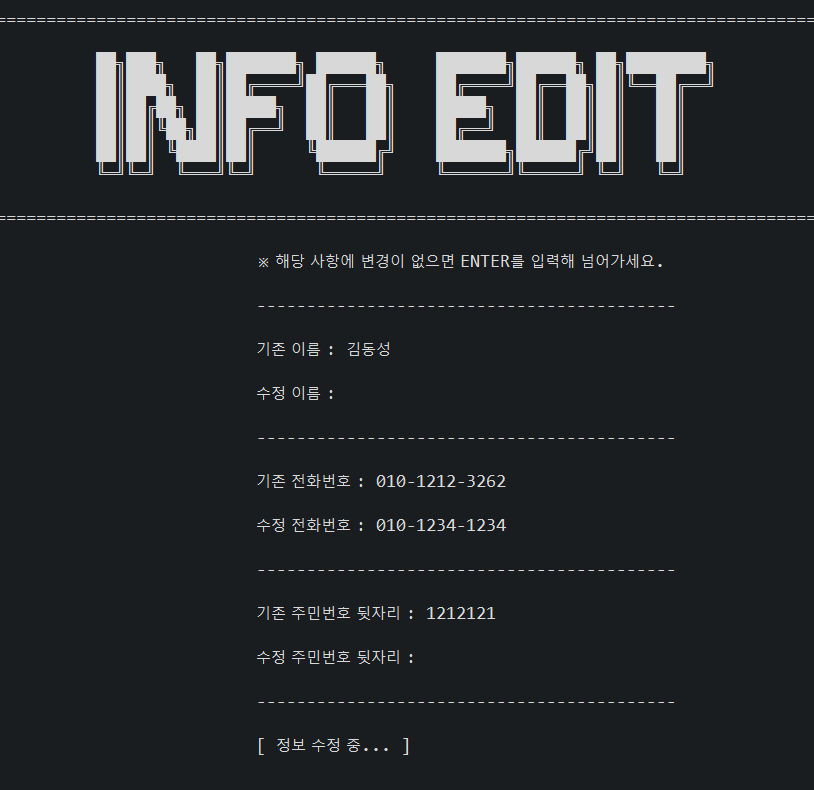 INFO EDIT
※ 해당 사항에 변경이 없으면 ENTER를 입력해 넘어가세요.
기존 이름 : 김동성
수정 이름 :
기존 전화번호 : 010-1212-3262
수정 전화번호 : 010-1234-1234
기존 주민번호 뒷자리 : 1212121
수정 주민번호 뒷자리 :
[ 정보 수정 중... ]